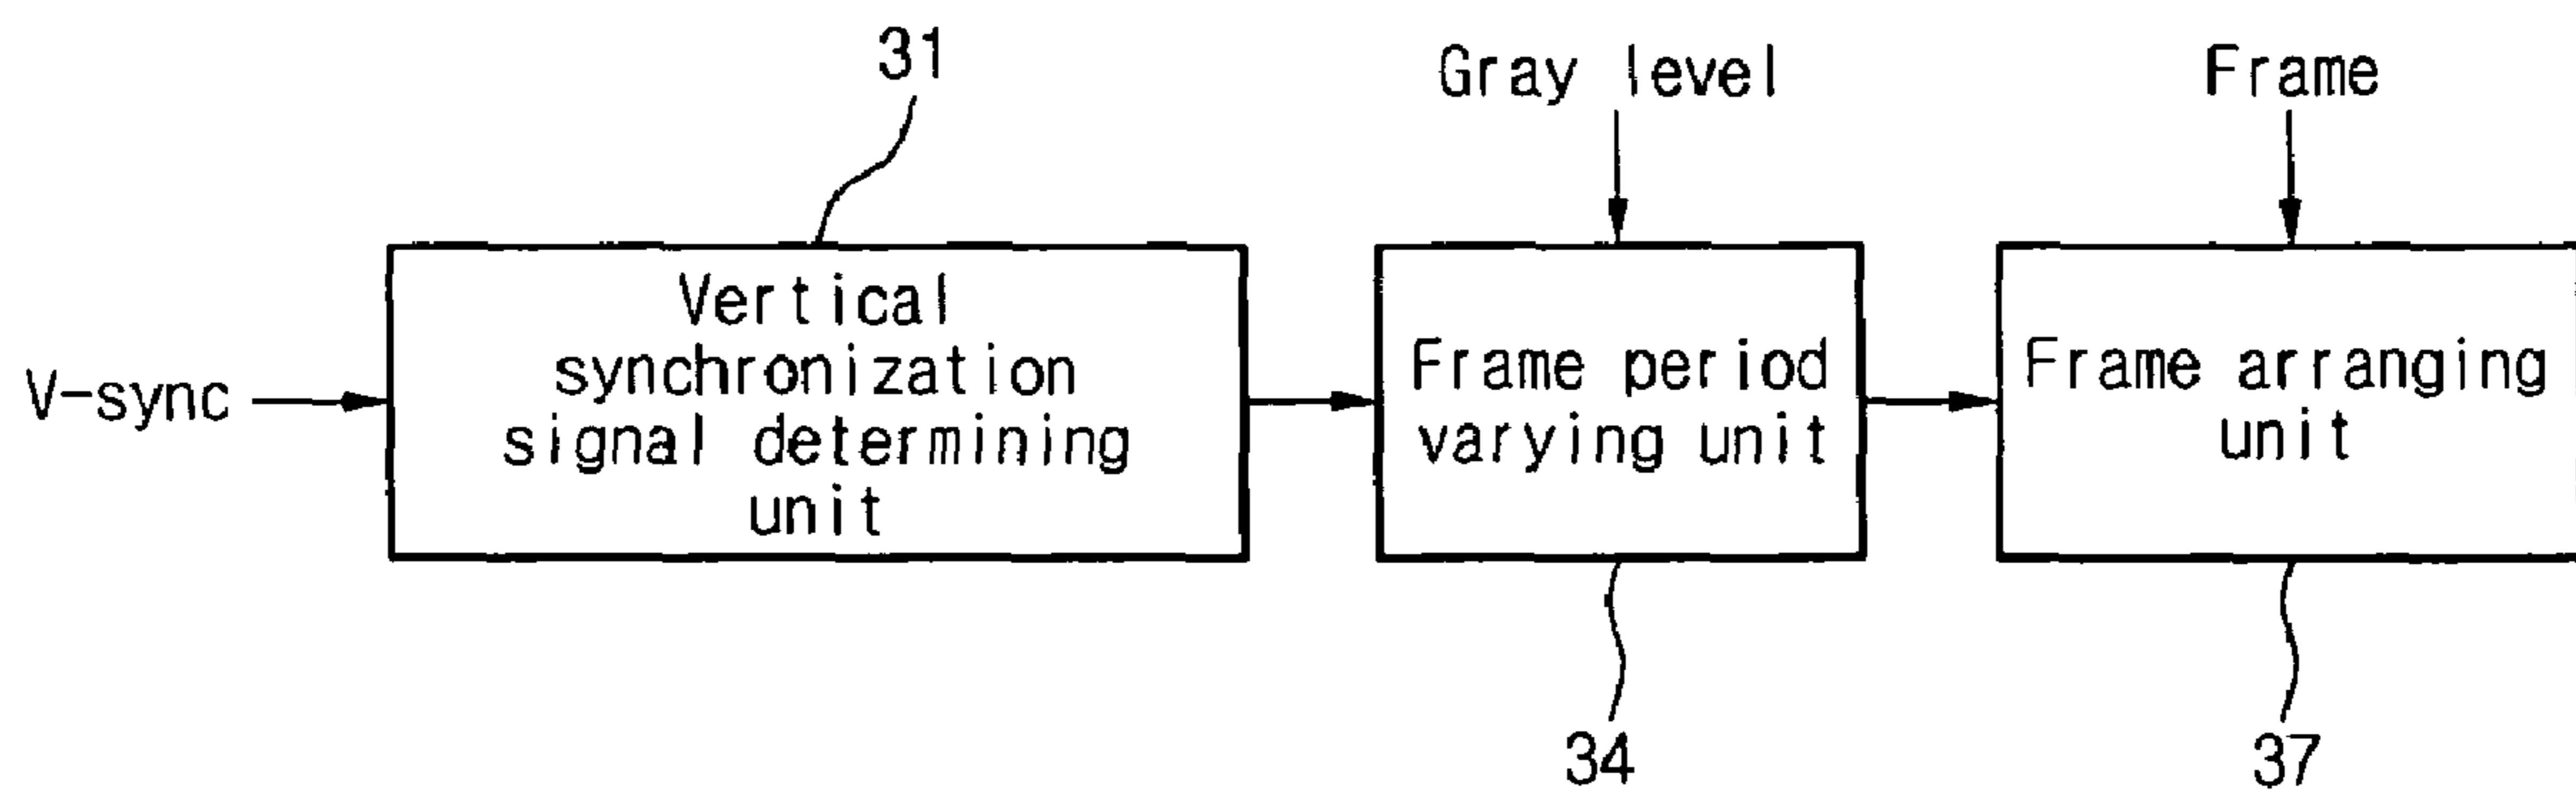 31
Gray level
Frame
V-sync
Vertical
synchronization
signal determining
unit
Frame period
varying unit
Frame arranging
unit
34
37